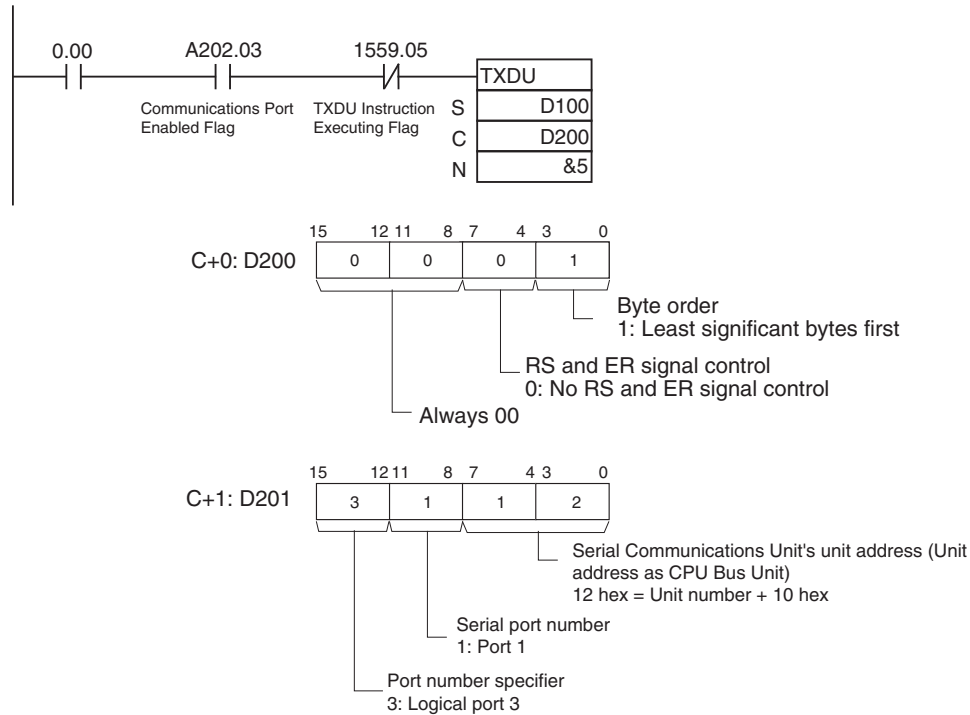 0.00
A202.03
1559.05
TXDU
Communications Port
Enabled Flag
TXDU Instruction
Executing Flag
S
D100
C
D200
N
&5
15 12 11 8 7 4 3 0
C+0: D200
0 0 0 1
Byte order
1: Least significant bytes first
RS and ER signal control
0: No RS and ER signal control
Always 00
15 12 11 8 7 4 3 0
C+1: D201
3 1 1 2
Serial Communications Unit's unit address (Unit
address as CPU Bus Unit)
12 hex = Unit number + 10 hex
Serial port number
1: Port 1
Port number specifier
3: Logical port 3